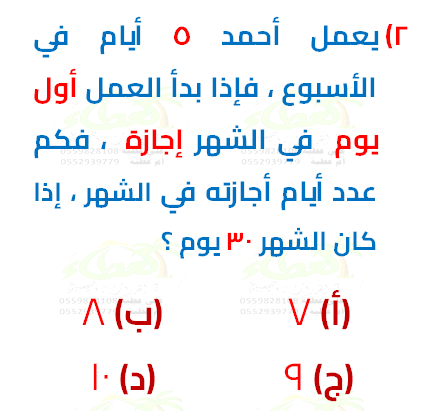 ٢) يعمل أحمد ٥ أيام في
الأسبوع ، فإذا بدأ العمل أول
يوم في الشهر إجازة ، فكم
عدد أيام أجازته في الشهر ، إذا
كان الشهر ٣٠ يوم ؟
(أ) ٧ (ب) ٨
(ج) ٩ (د) ١٠